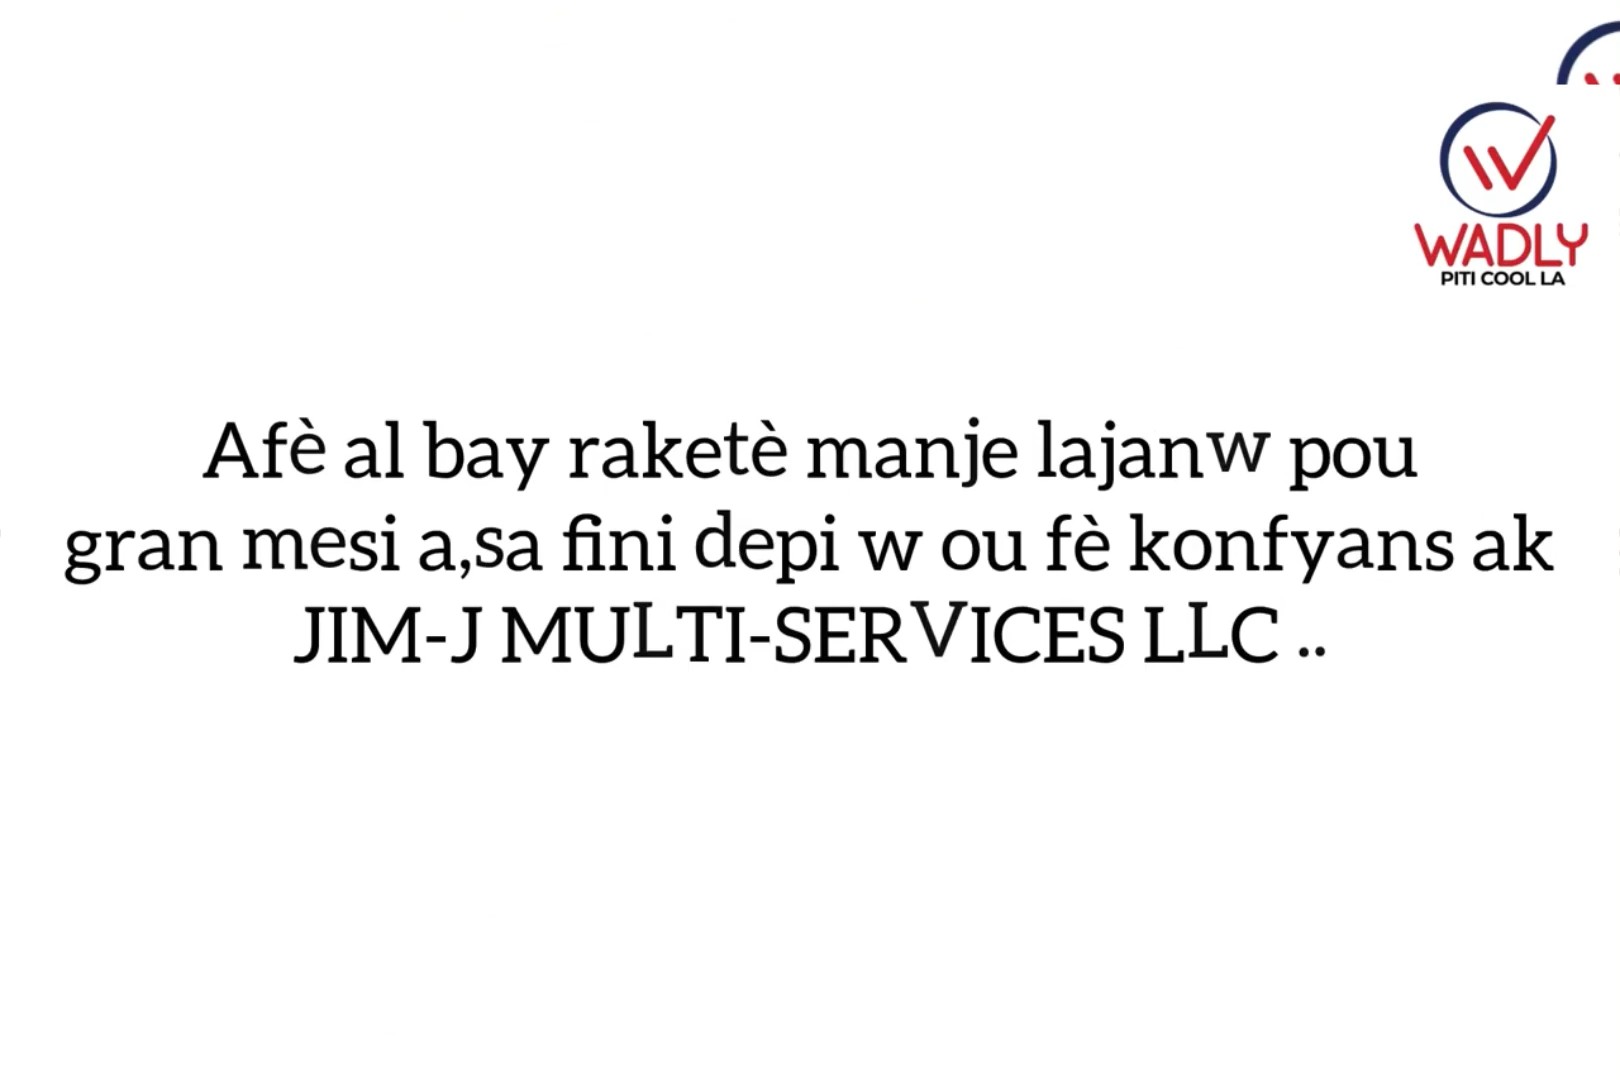 WADLY
PITI COOL LA
Afè al bay raketè manje lajanw pou
gran mesi a,sa fini depi w ou fè konfyans ak
JIM-J MULTI-SERVICES LLC ..